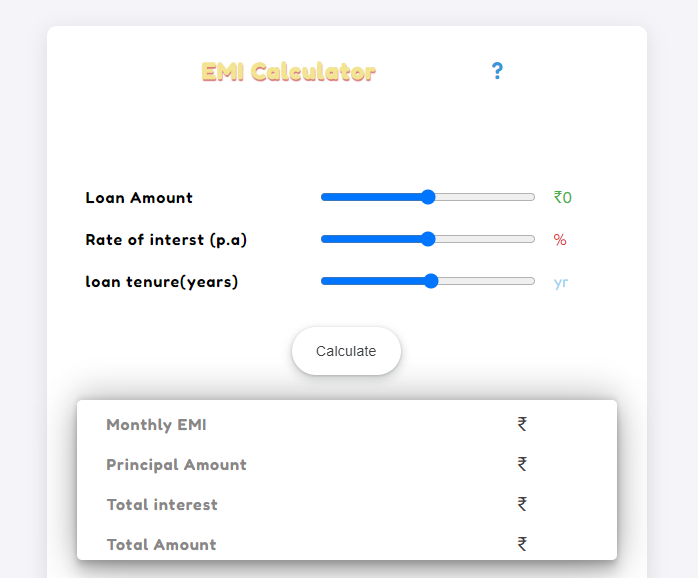 EMI Calculator ?
Loan Amount ₹0
Rate of interst (p.a) %
loan tenure(years) yr
Calculate
Monthly EMI ₹
Principal Amount ₹
Total interest ₹
Total Amount ₹